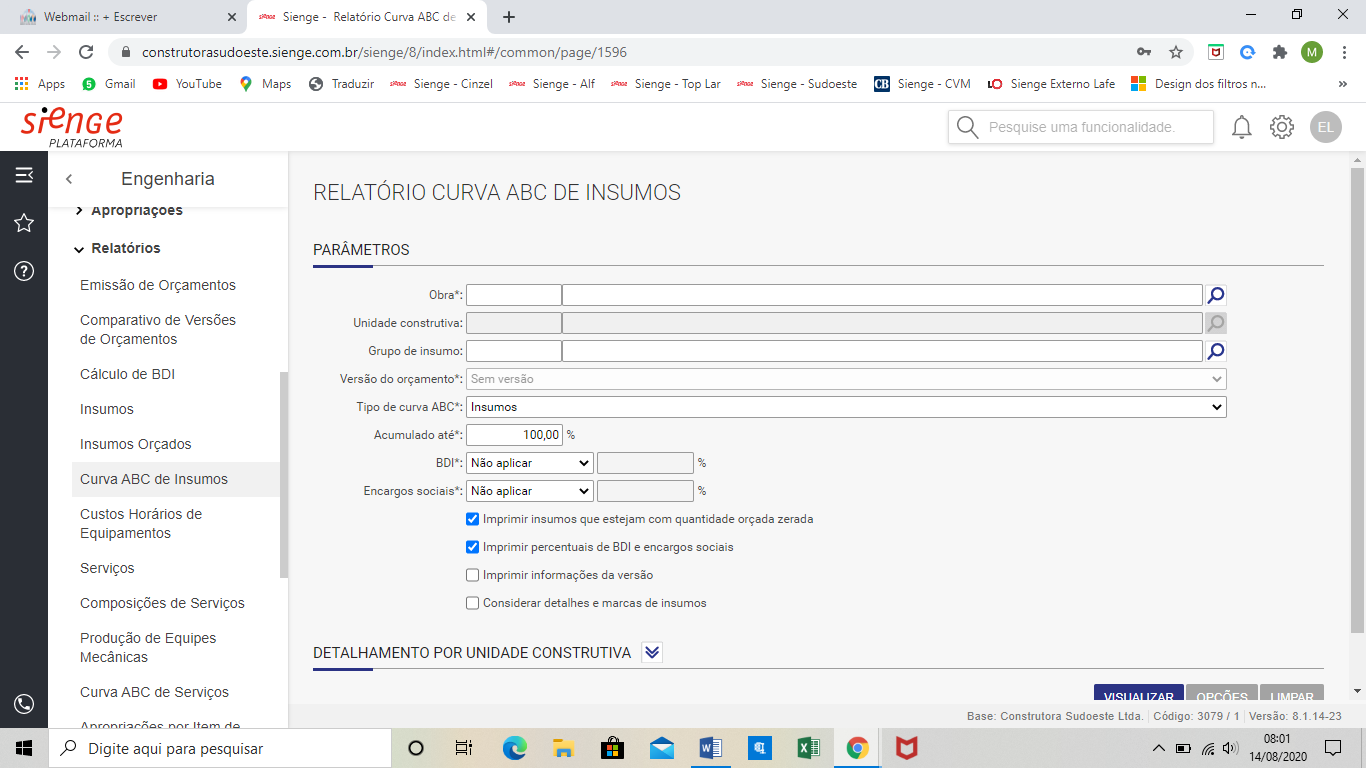 Webmail :: + Escrever
sienge
Sienge - Relatório Curva ABC de
construtorasudoeste.sienge.com.br/sienge/8/index.html#/common/page/1596
M
Apps
Gmail
YouTube
Maps
Traduzir
Sienge - Cinzel
Sienge - Alf
Sienge - Top Lar
Sienge - Sudoeste
CB
Sienge - CVM
LO
Sienge Externo Lafe
Design dos filtros n...
»
sienge
PLATAFORMA
Pesquise uma funcionalidade.
EL
Engenharia
Apropriações
Relatórios
Emissão de Orçamentos
Comparativo de Versões
de Orçamentos
Cálculo de BDI
Insumos
Insumos Orçados
Curva ABC de Insumos
Custos Horários de
Equipamentos
Serviços
Composições de Serviços
Produção de Equipes
Mecânicas
Curva ABC de Serviços
Apropriações por Item de
RELATÓRIO CURVA ABC DE INSUMOS
PARÂMETROS
Obra*:
Unidade construtiva:
Grupo de insumo:
Versão do orçamento*: Sem versão
Tipo de curva ABC*: Insumos
Acumulado até*: 100,00 %
BDI*: Não aplicar %
Encargos sociais*: Não aplicar %
Imprimir insumos que estejam com quantidade orçada zerada
Imprimir percentuais de BDI e encargos sociais
Imprimir informações da versão
Considerar detalhes e marcas de insumos
DETALHAMENTO POR UNIDADE CONSTRUTIVA
VISUALIZAR OPÇÕES LIMPAR
Base: Construtora Sudoeste Ltda. | Código: 3079 / 1 | Versão: 8.1.14-23
Digite aqui para pesquisar
08:01
14/08/2020